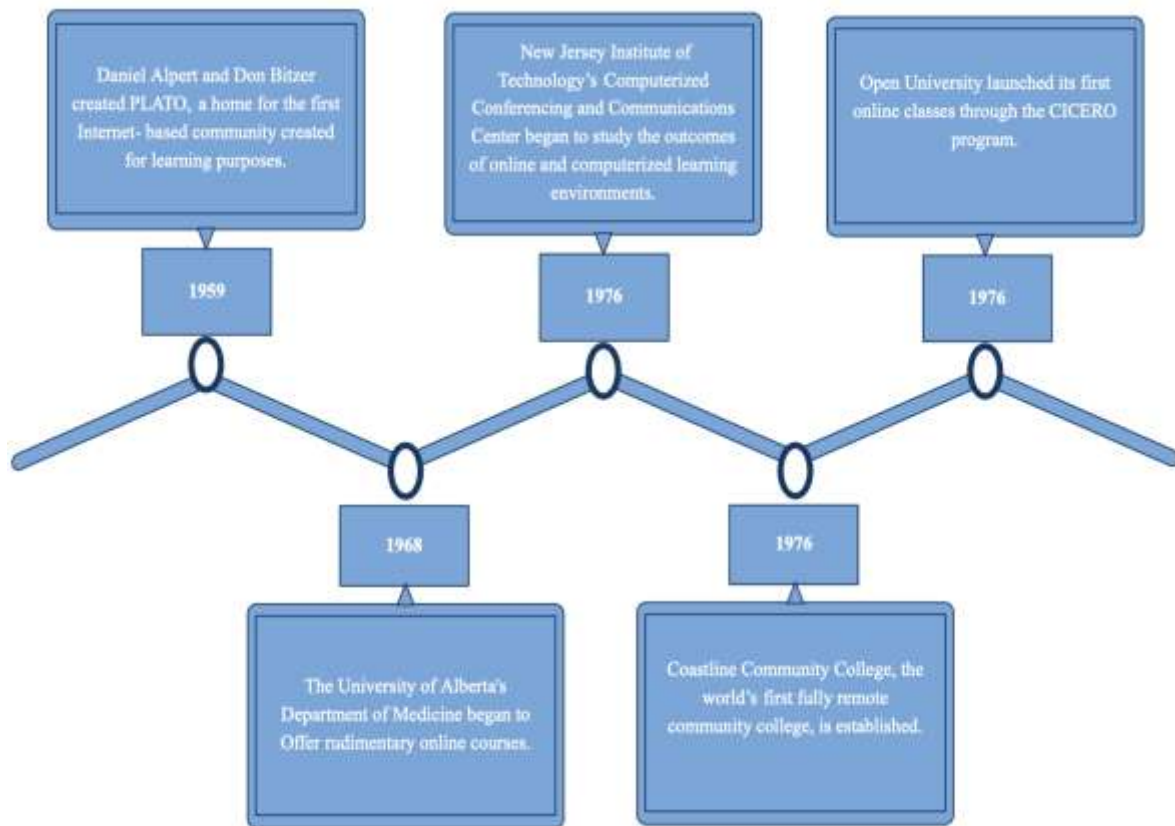 Daniel Alpert and Don Bitzer
created PLATO, a home for the first
Internet- based community created
for learning purposes.
1959
The University of Alberta's
Department of Medicine began to
Offer rudimentary online courses.
1968
New Jersey Institute of
Technology’s Computerized
Conferencing and Communications
Center began to study the outcomes
of online and computerized learning
environments.
1976
Coastline Community College, the
world’s first fully remote
community college, is established.
1976
Open University launched its first
online classes through the CICERO
program.
1976